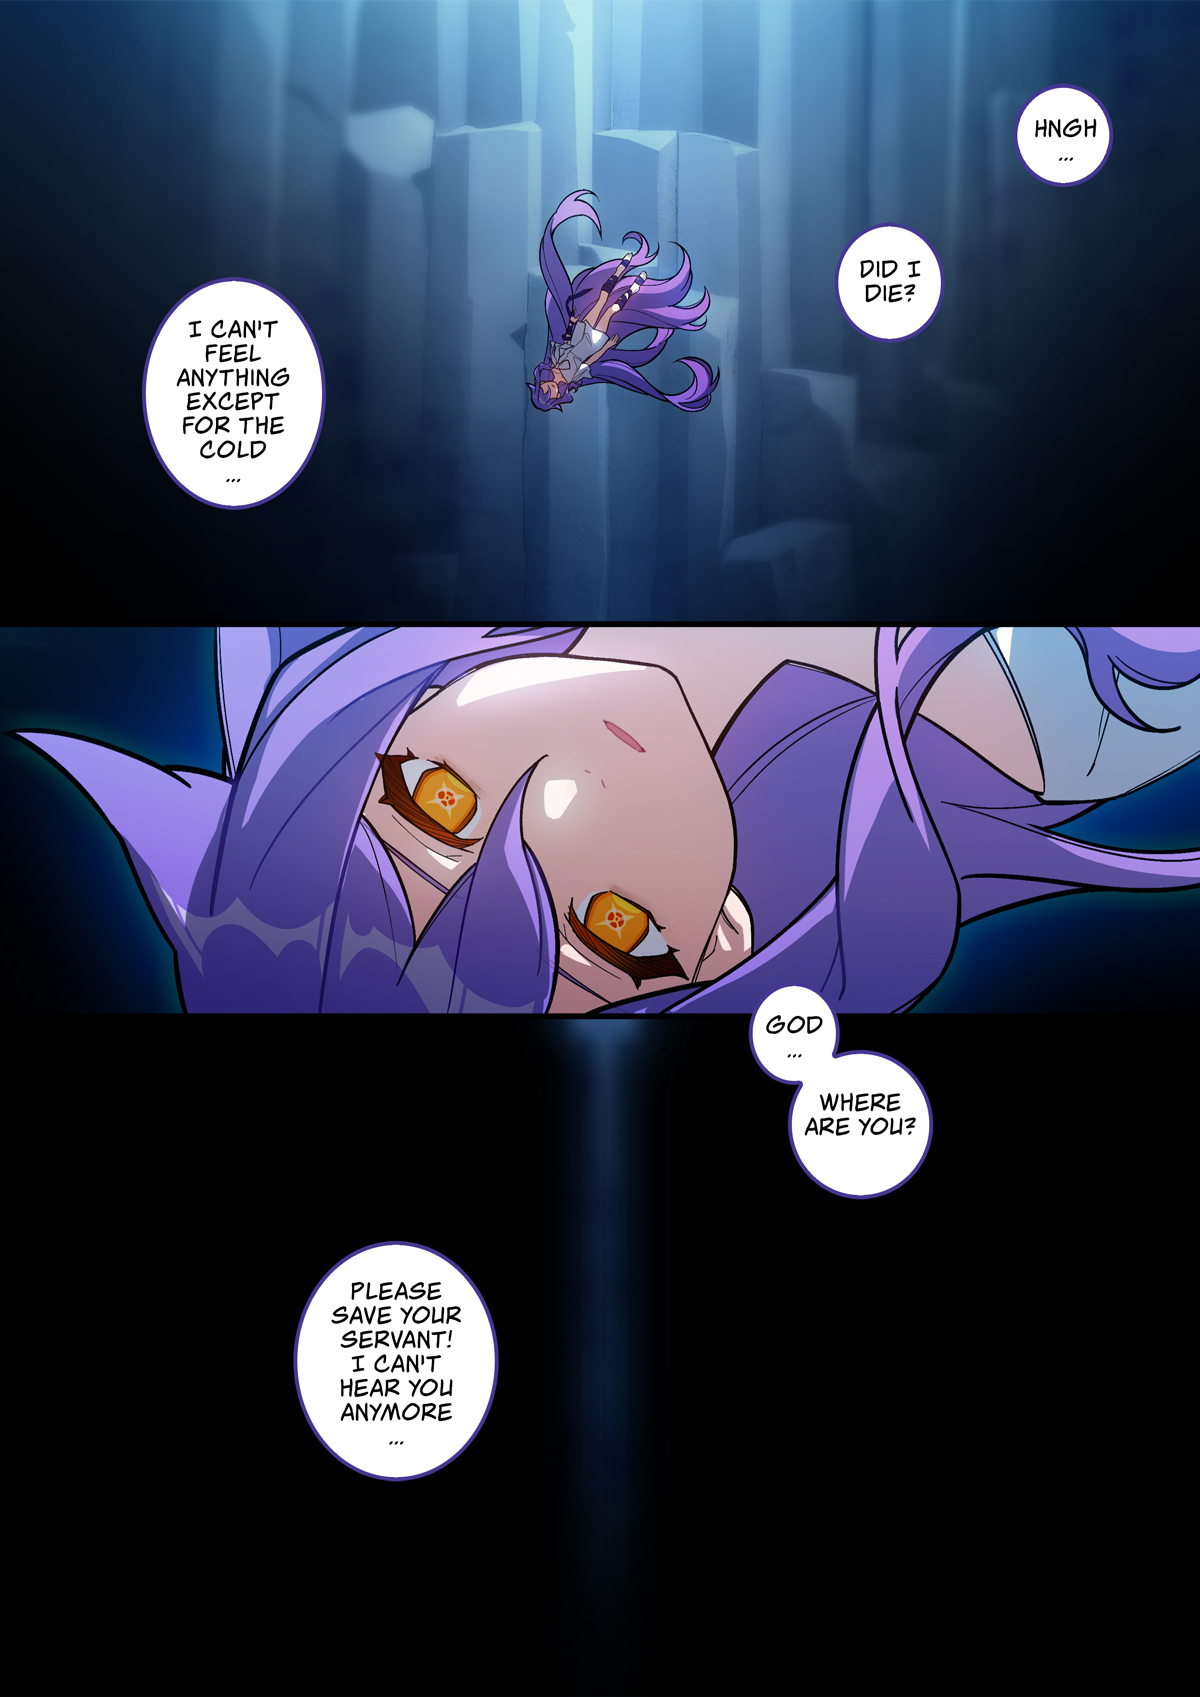 HNGH
...
DID I
DIE?
I CAN'T
FEEL
ANYTHING
EXCEPT
FOR THE
COLD
...
GOD
...
WHERE
ARE YOU?
PLEASE
SAVE YOUR
SERVANT!
I CAN'T
HEAR YOU
ANYMORE
...